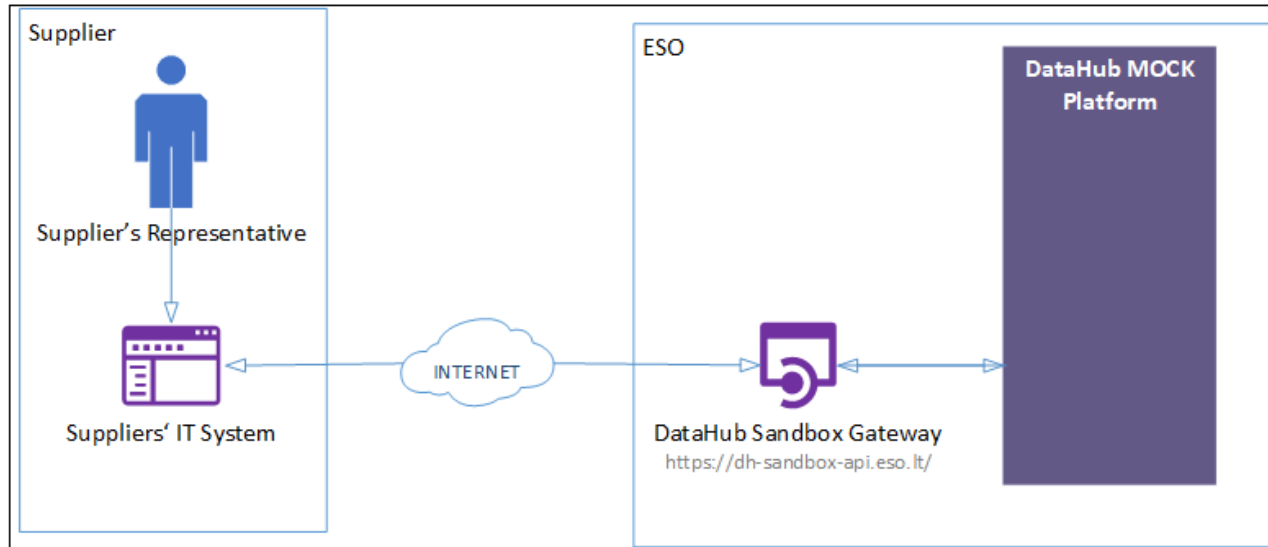 Supplier
Supplier's Representative
Suppliers‘ IT System
INTERNET
ESO
DataHub MOCK
Platform
DataHub Sandbox Gateway
https://dh-sandbox-api.eso.lt/